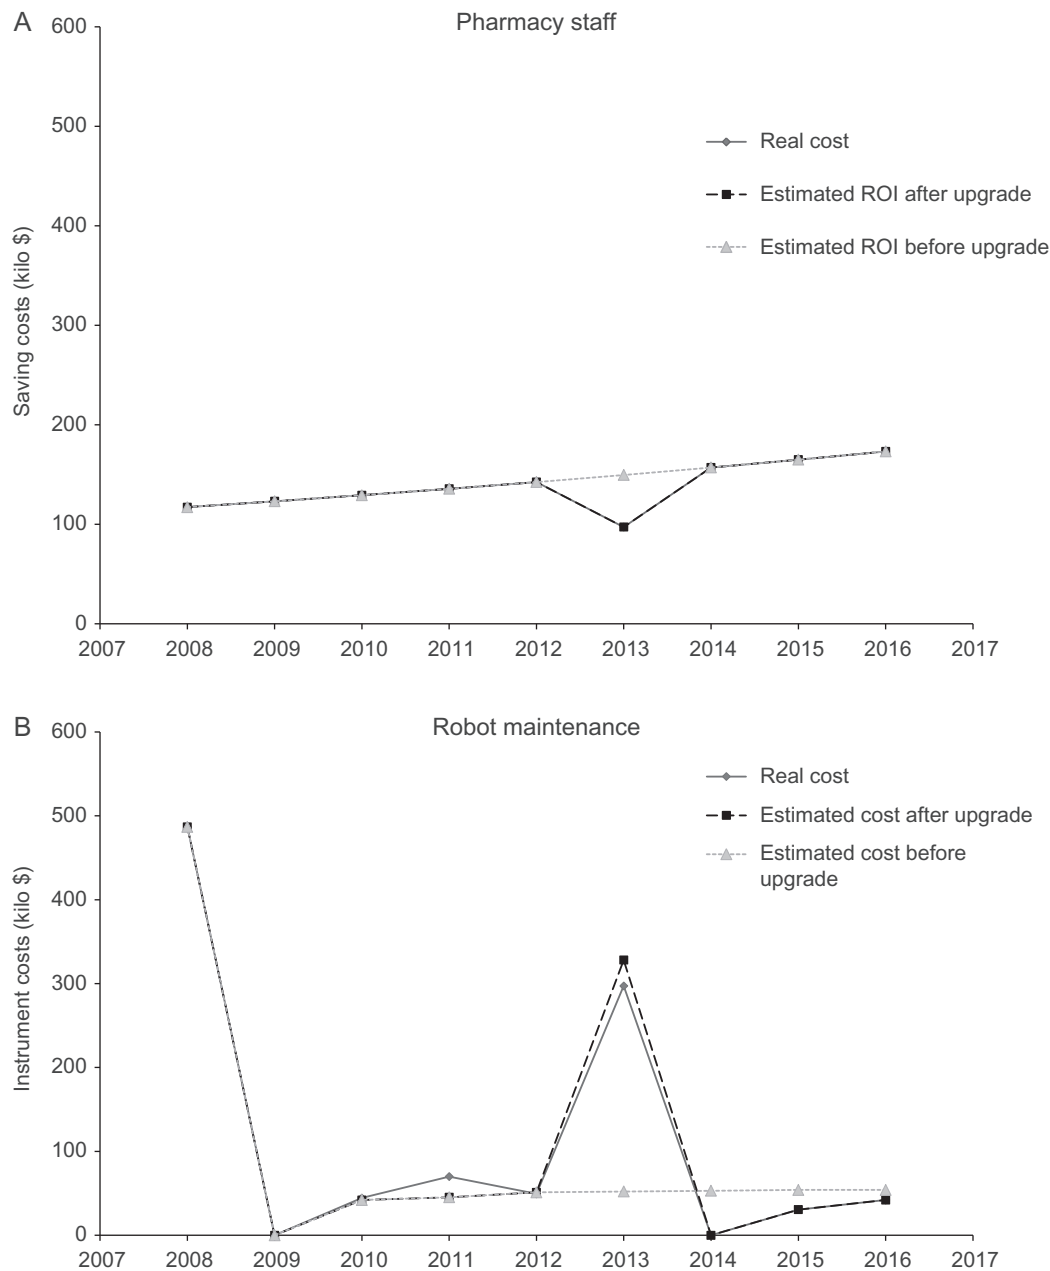 A
Pharmacy staff
600
500
400
300
200
100
0
Saving costs (kilo $)
Real cost
Estimated ROI after upgrade
Estimated ROI before upgrade
2007 2008 2009 2010 2011 2012 2013 2014 2015 2016 2017
B
Robot maintenance
600
500
400
300
200
100
0
Instrument costs (kilo $)
Real cost
Estimated cost after upgrade
Estimated cost before
upgrade
2007 2008 2009 2010 2011 2012 2013 2014 2015 2016 2017